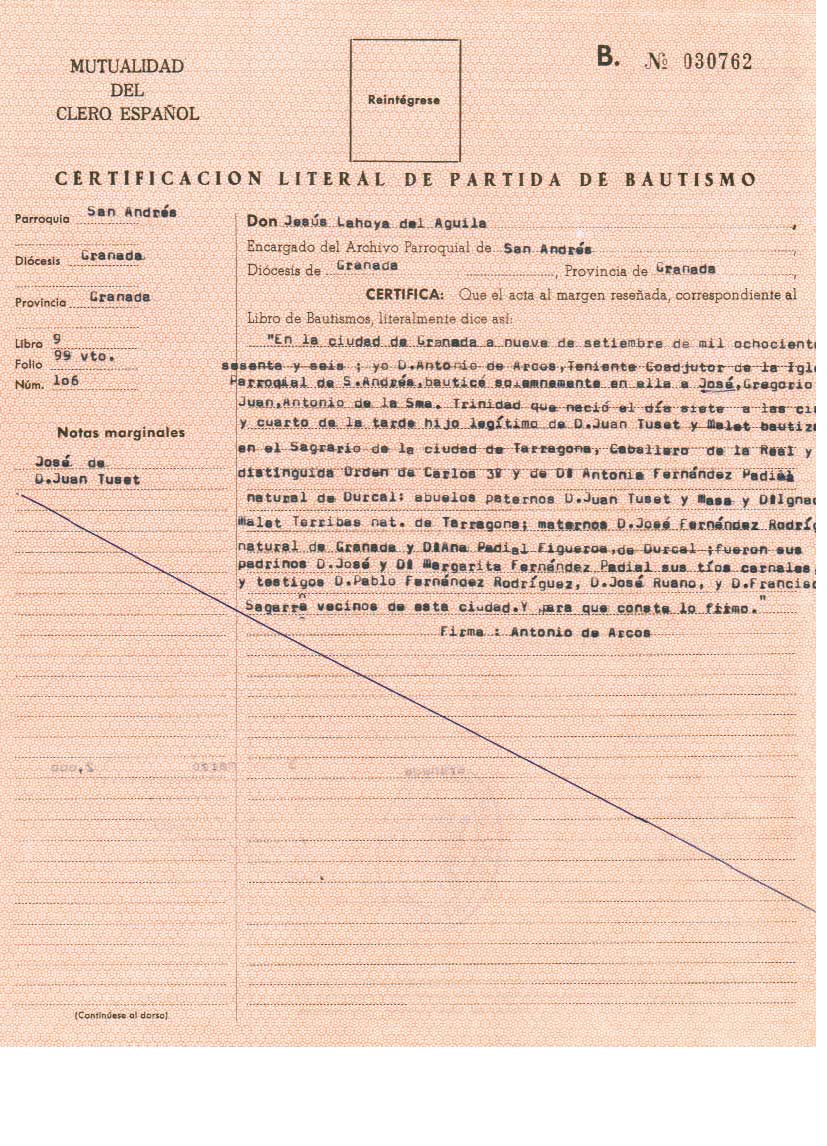 MUTUALIDAD
DEL
CLERO ESPAÑOL
Reintégrese
B. № 030762
CERTIFICACION LITERAL DE PARTIDA DE BAUTISMO
Parroquia San Andrés
Diócesis Granada
Provincia Granada
Libro 9
Folio 99 vto.
Núm. 1o6
Notas marginales
José de
D.Juan Tuset
(Continúese al dorso)
Don Jesús Lahoya del Aguila
Encargado del Archivo Parroquial de San Andrés
Diócesis de Granada, Provincia de Granada
CERTIFICA: Que el acta al margen reseñada, correspondiente al
Libro de Bautismos, literalmente dice así:
"En la ciudad de Granada a nueve de setiembre de mil ochociento
sesenta y seis ; yo D.Antonio de Arcos,Teniente Coadjutor de la Igle
Parroqial de S.Andrés,bauticé solemnemente en ella a José,Gregorio
Juan,Antonio de la Sma. Trinidad que nació el día siete a las
y cuarto de la tarde hijo legítimo de D.Juan Tuset y Malet bautiza
en el Sagrario de la ciudad de Tarragona, Caballero de la Real y
distinguida Orden de Carlos 3º y de Dª Antonia Fernández Padial
natural de Durcal: abuelos paternos D.Juan Tuset y Masa y DªIgnac
Malet Terribas nat. de Tarragona; maternos D.José Fernández Rodríg
natural de Granada y DªAna Padial Figueroa,de Durcal ;fueron sus
padrinos D.José y Dª Margarita Fernández Padial sus tíos carnales,
y testigos D.Pablo Fernández Rodríguez, D.José Ruano, y D.Francisc
Sagarra vecinos de esta ciudad.Y para que conste lo firmo."
Firma : Antonio de Arcos